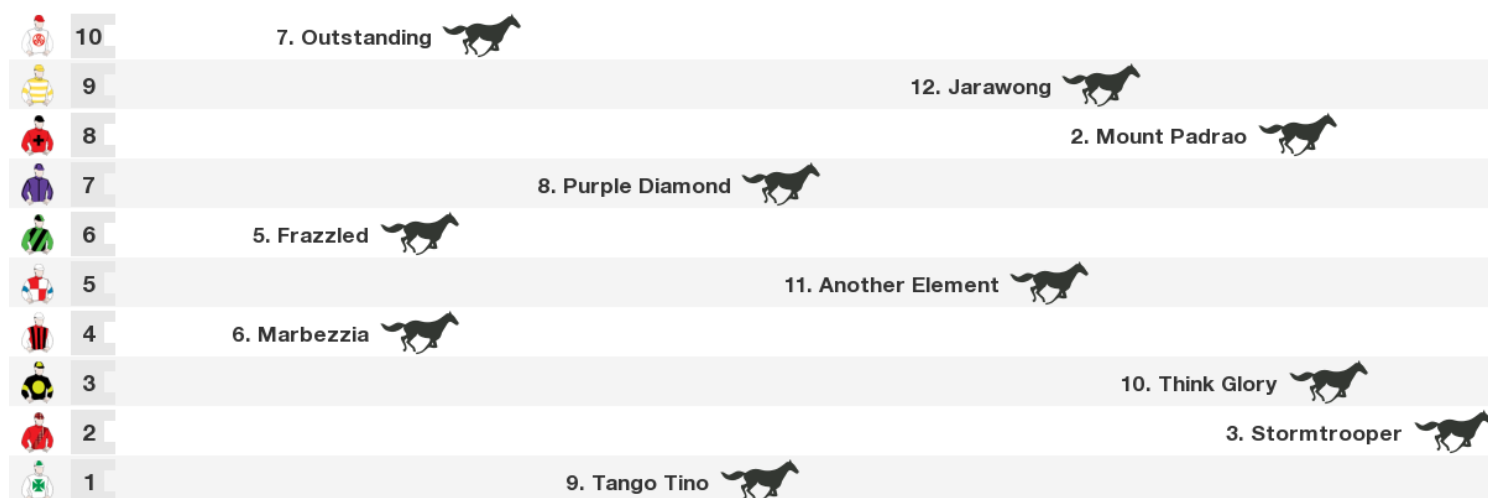 10 7. Outstanding
9 12. Jarawong
8 2. Mount Padrao
7 8. Purple Diamond
6 5. Frazzled
5 11. Another Element
4 6. Marbezzia
3 10. Think Glory
2 3. Stormtrooper
1 9. Tango Tino